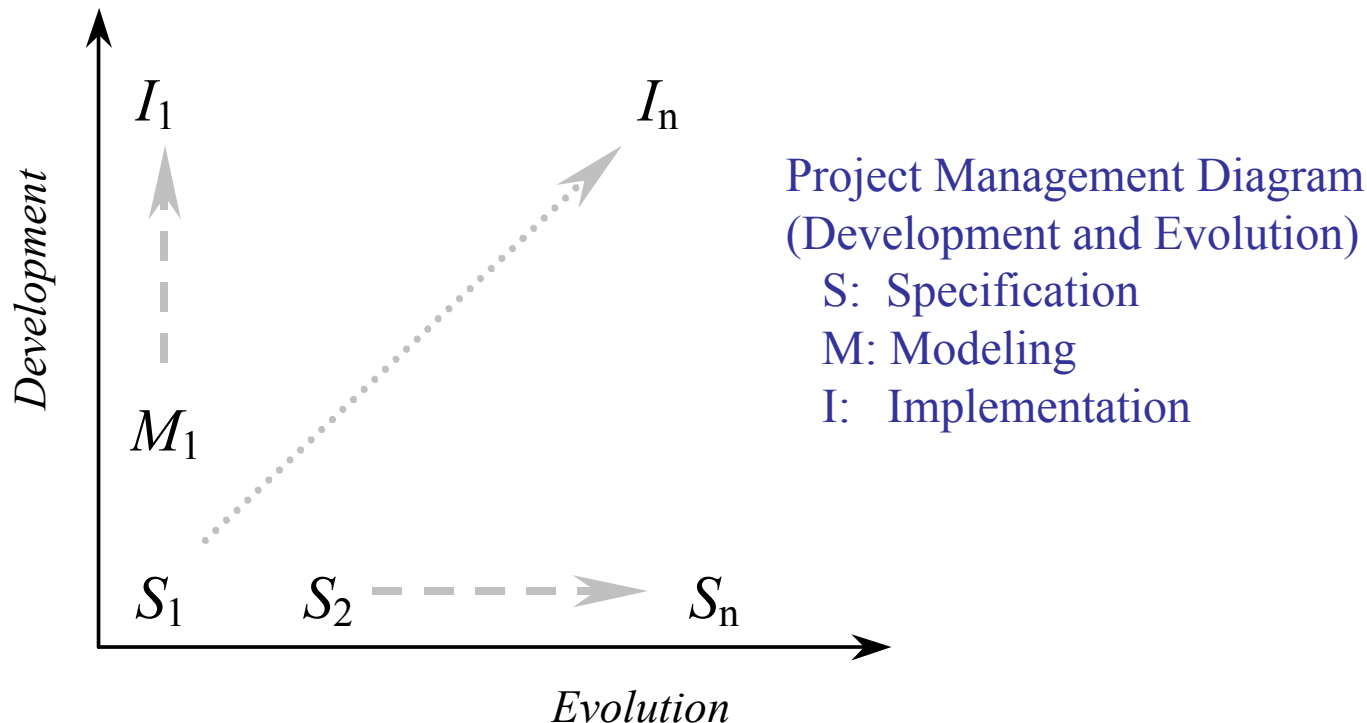 Development
I1
In
M1
S1 S2 Sn
Evolution
Project Management Diagram
(Development and Evolution)
S: Specification
M: Modeling
I: Implementation